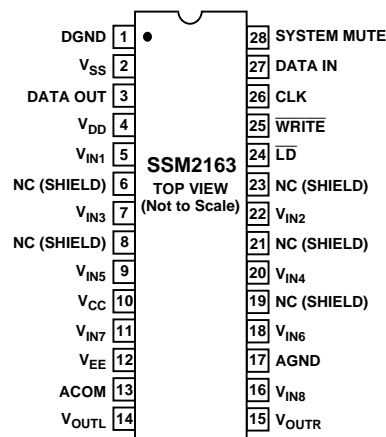 DGND 1 28 SYSTEM MUTE
VSS 2 27 DATA IN
DATA OUT 3 26 CLK
VDD 4 25 WRITE
VIN1 5 24 LD
NC (SHIELD) 6 23 NC (SHIELD)
VIN3 7 22 VIN2
NC (SHIELD) 8 21 NC (SHIELD)
VIN5 9 20 VIN4
VCC 10 19 NC (SHIELD)
VIN7 11 18 VIN6
VEE 12 17 AGND
ACOM 13 16 VIN8
VOUTL 14 15 VOUTR
SSM2163
TOP VIEW
(Not to Scale)